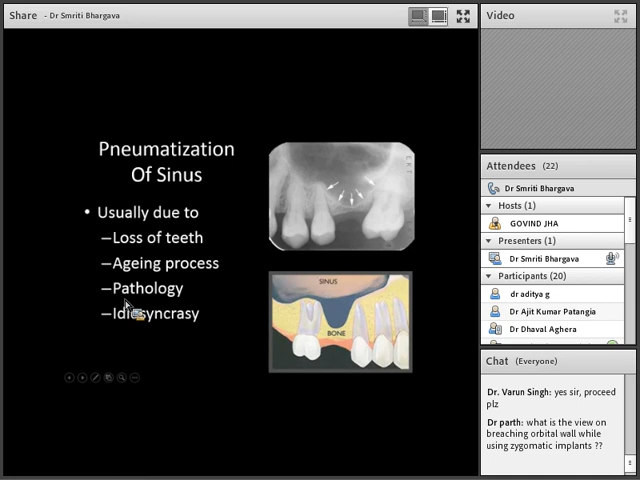 Share - Dr Smriti Bhargava
Pneumatization
Of Sinus
• Usually due to
–Loss of teeth
–Ageing process
–Pathology
–Idiosyncrasy
SINUS
BONE
Video
Attendees (22)
Dr Smriti Bhargava
Hosts (1)
GOVIND JHA
Presenters (1)
Dr Smriti Bhargava
Participants (20)
dr aditya g
Dr Ajit Kumar Patangia
Dr Dhaval Aghera
Chat (Everyone)
Dr. Varun Singh: yes sir, proceed
plz
Dr parth: what is the view on
breaching orbital wall while
using zygomatic implants ??